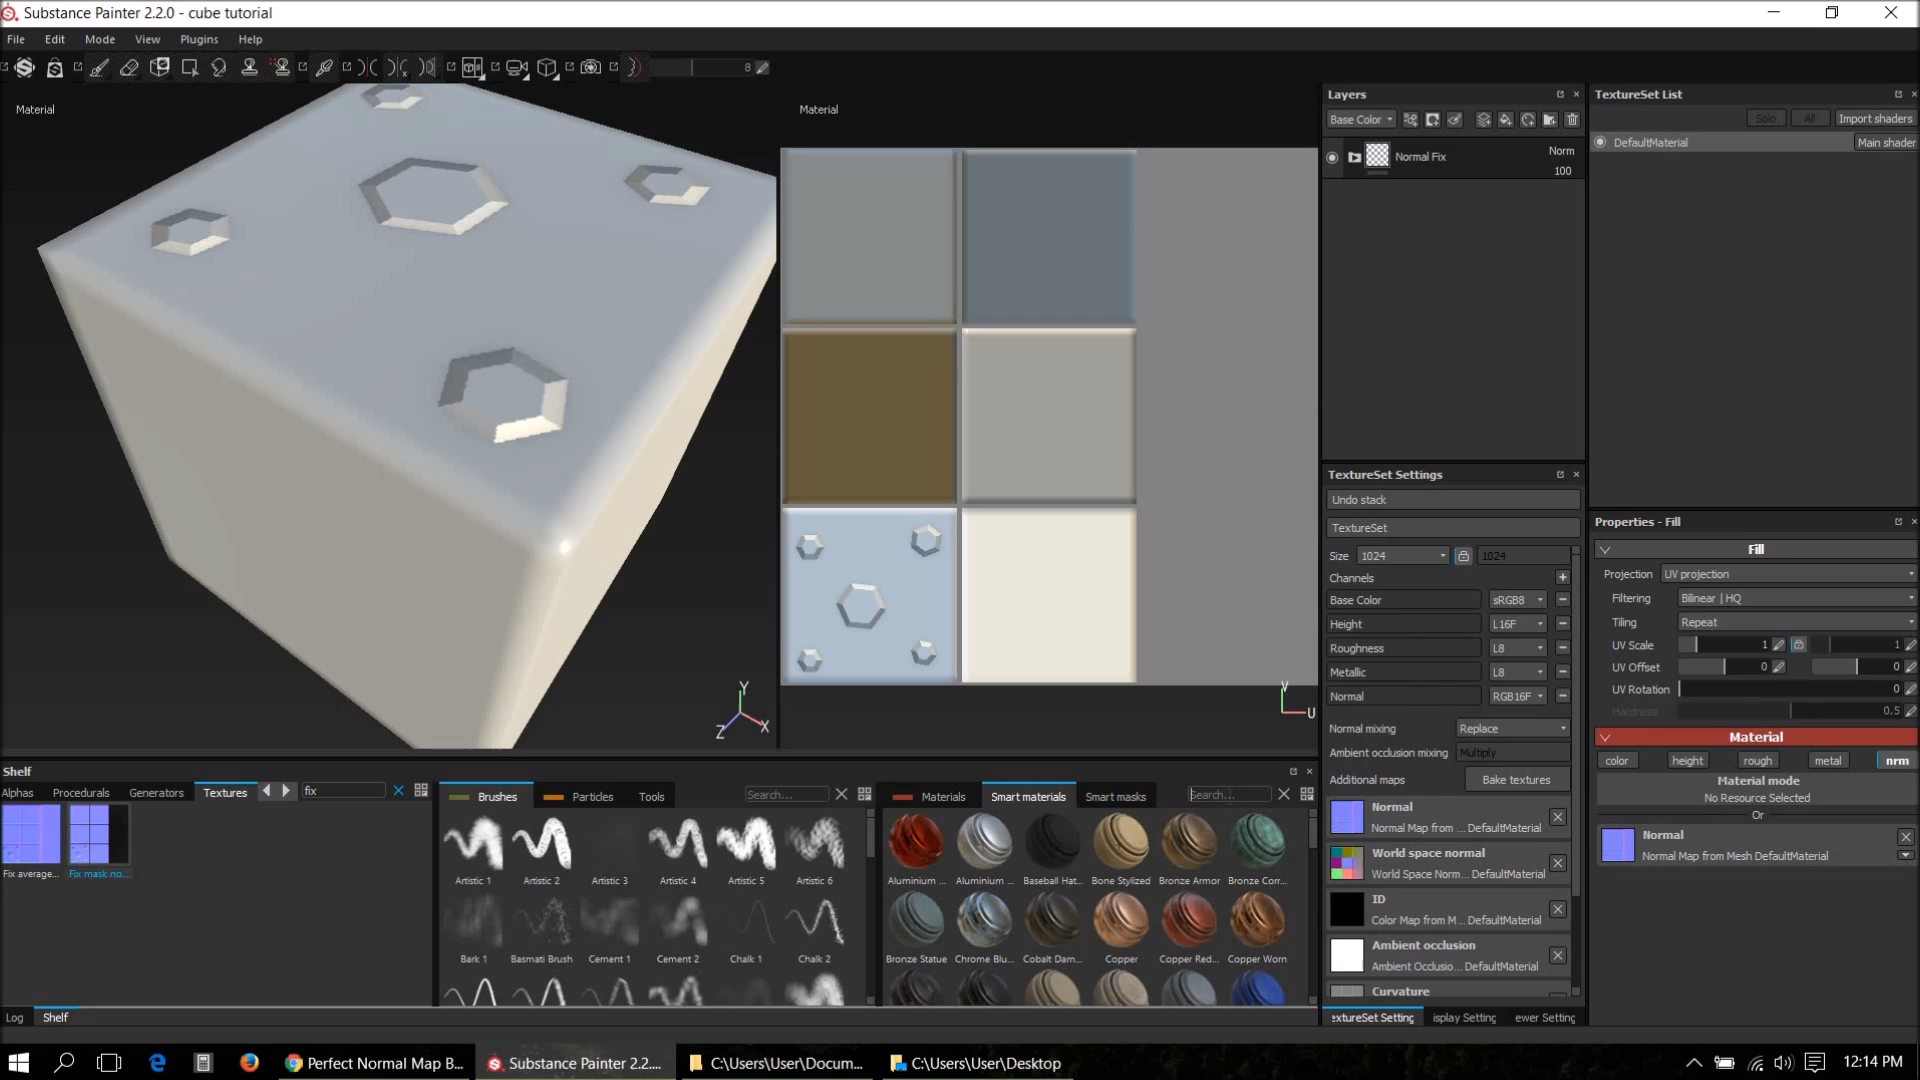 Substance Painter 2.2.0 - cube tutorial
File Edit Mode View Plugins Help
8
Material
Material
Y
Z
X
V
U
Layers
Base Color
Normal Fix
Norm
100
TextureSet List
Solo
All
Import shaders
DefaultMaterial
Main shader
TextureSet Settings
Undo stack
TextureSet
Size 1024 1024
Channels
Base Color sRGB8
Height L16F
Roughness L8
Metallic L8
Normal RGB16F
Normal mixing Replace
Ambient occlusion mixing Multiply
Additional maps Bake textures
Normal
Normal Map from ... DefaultMaterial
World space normal
World Space Norm... DefaultMaterial
ID
Color Map from M... DefaultMaterial
Ambient occlusion
Ambient Occlusio... DefaultMaterial
Curvature
extureSet Setting
isplay Setting
ewer Setting
Properties - Fill
Fill
Projection UV projection
Filtering Bilinear | HQ
Tiling Repeat
UV Scale 1 1
UV Offset 0 0
UV Rotation 0
Hardness 0.5
Material
color height rough metal nrm
Material mode
No Resource Selected
Or
Normal
Normal Map from Mesh DefaultMaterial
Shelf
Alphas Procedurals Generators Textures fix
Fix average... Fix mask no...
Brushes Particles Tools Search...
Artistic 1 Artistic 2 Artistic 3 Artistic 4 Artistic 5 Artistic 6
Bark 1 Basmati Brush Cement 1 Cement 2 Chalk 1 Chalk 2
Materials Smart materials Smart masks Search...
Aluminium ... Aluminium ... Baseball Hat... Bone Stylized Bronze Armor Bronze Corr...
Bronze Statue Chrome Blu... Cobalt Dam... Copper Copper Red... Copper Worn
Log Shelf
Perfect Normal Map B...
Substance Painter 2.2....
C:\Users\User\Docum...
C:\Users\User\Desktop
12:14 PM